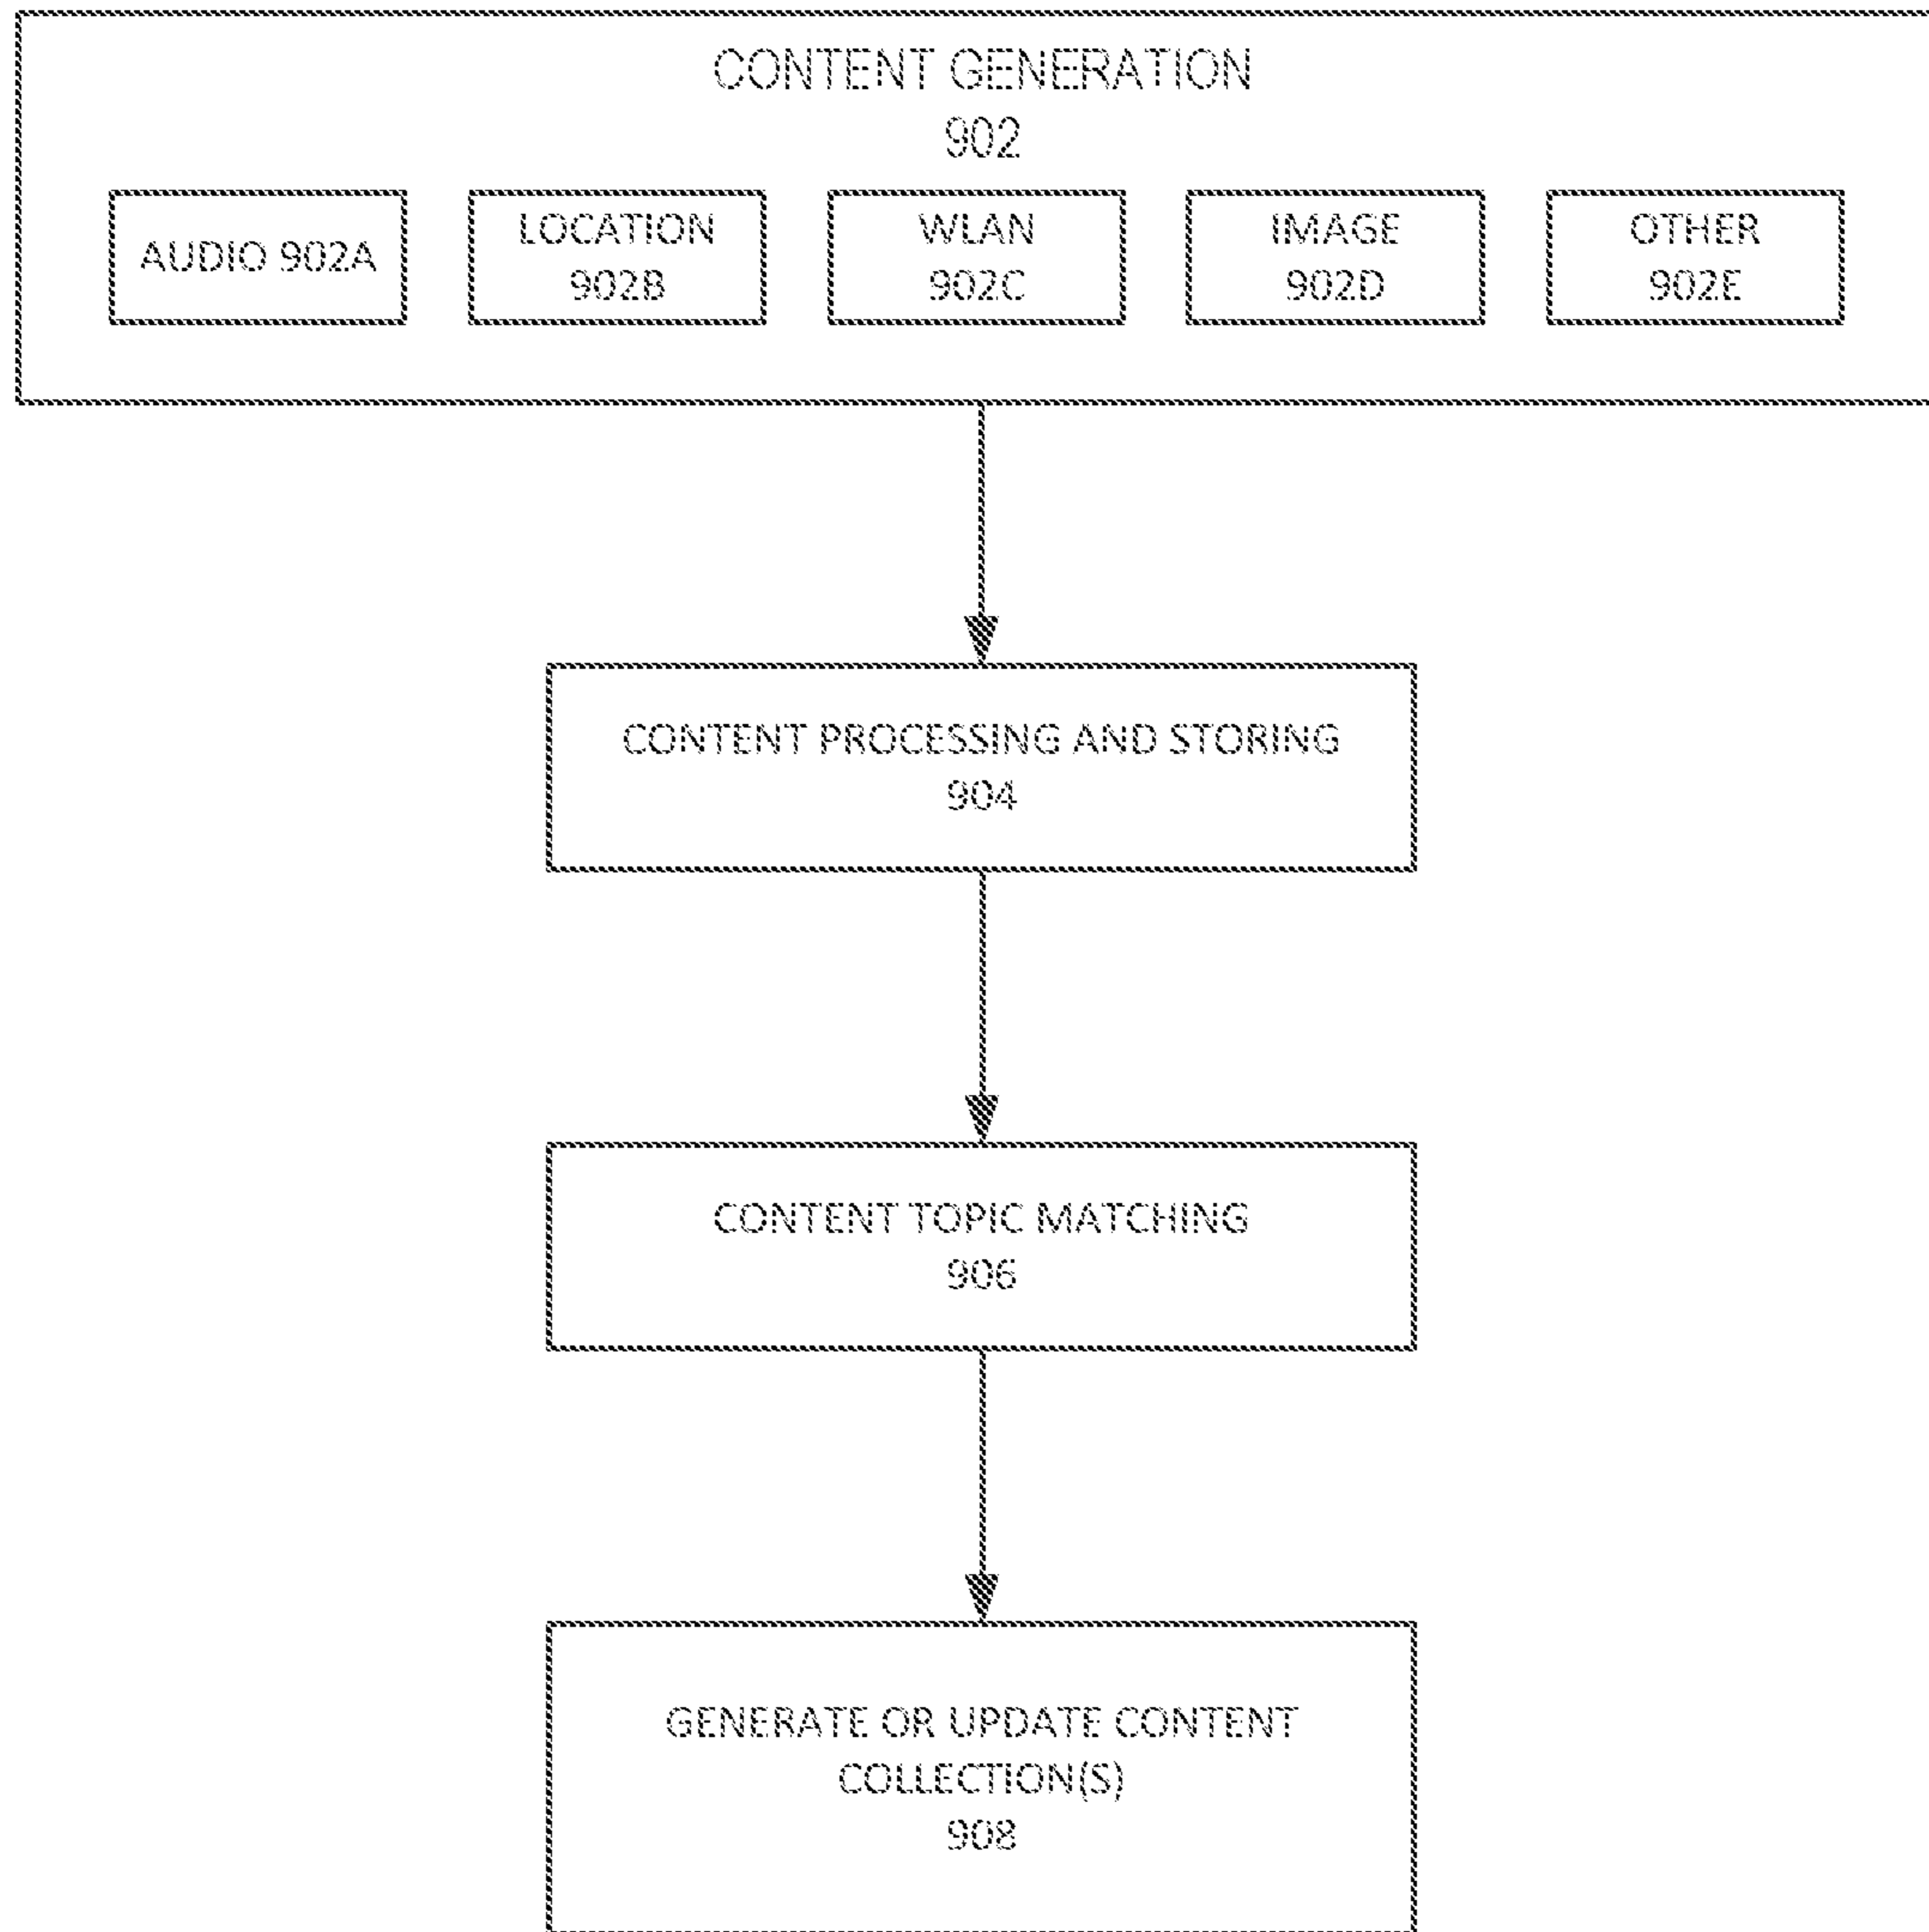 CONTENT GENERATION
902
AUDIO 902A
LOCATION
902B
WLAN
902C
IMAGE
902D
OTHER
902E
CONTENT PROCESSING AND STORING
904
CONTENT TOPIC MATCHING
906
GENERATE OR UPDATE CONTENT
COLLECTION(S)
908